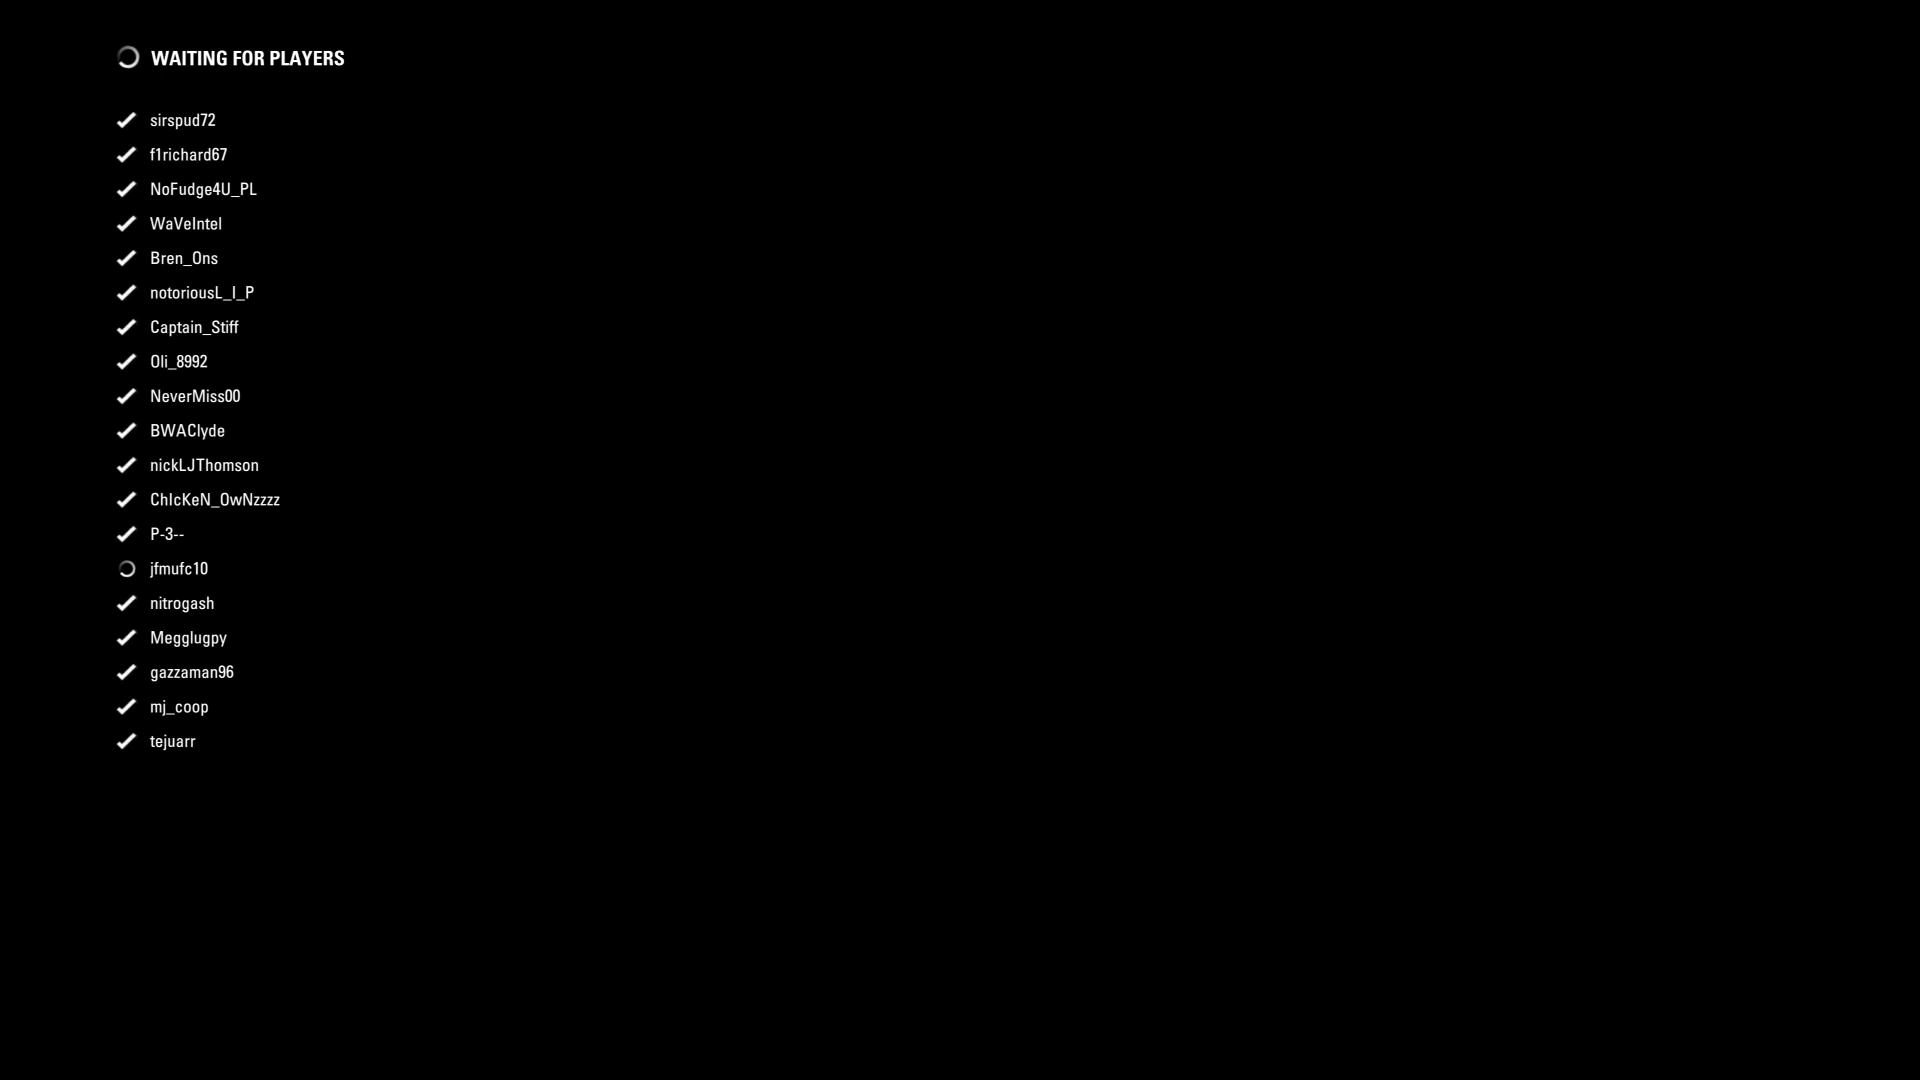 WAITING FOR PLAYERS
sirspud72
f1richard67
NoFudge4U_PL
WaVeIntel
Bren_Ons
notoriousL_I_P
Captain_Stiff
Oli_8992
NeverMiss00
BWAClyde
nickLJThomson
ChIcKeN_OwNzzzz
P-3--
jfmufc10
nitrogash
Megglugpy
gazzaman96
mj_coop
tejuarr